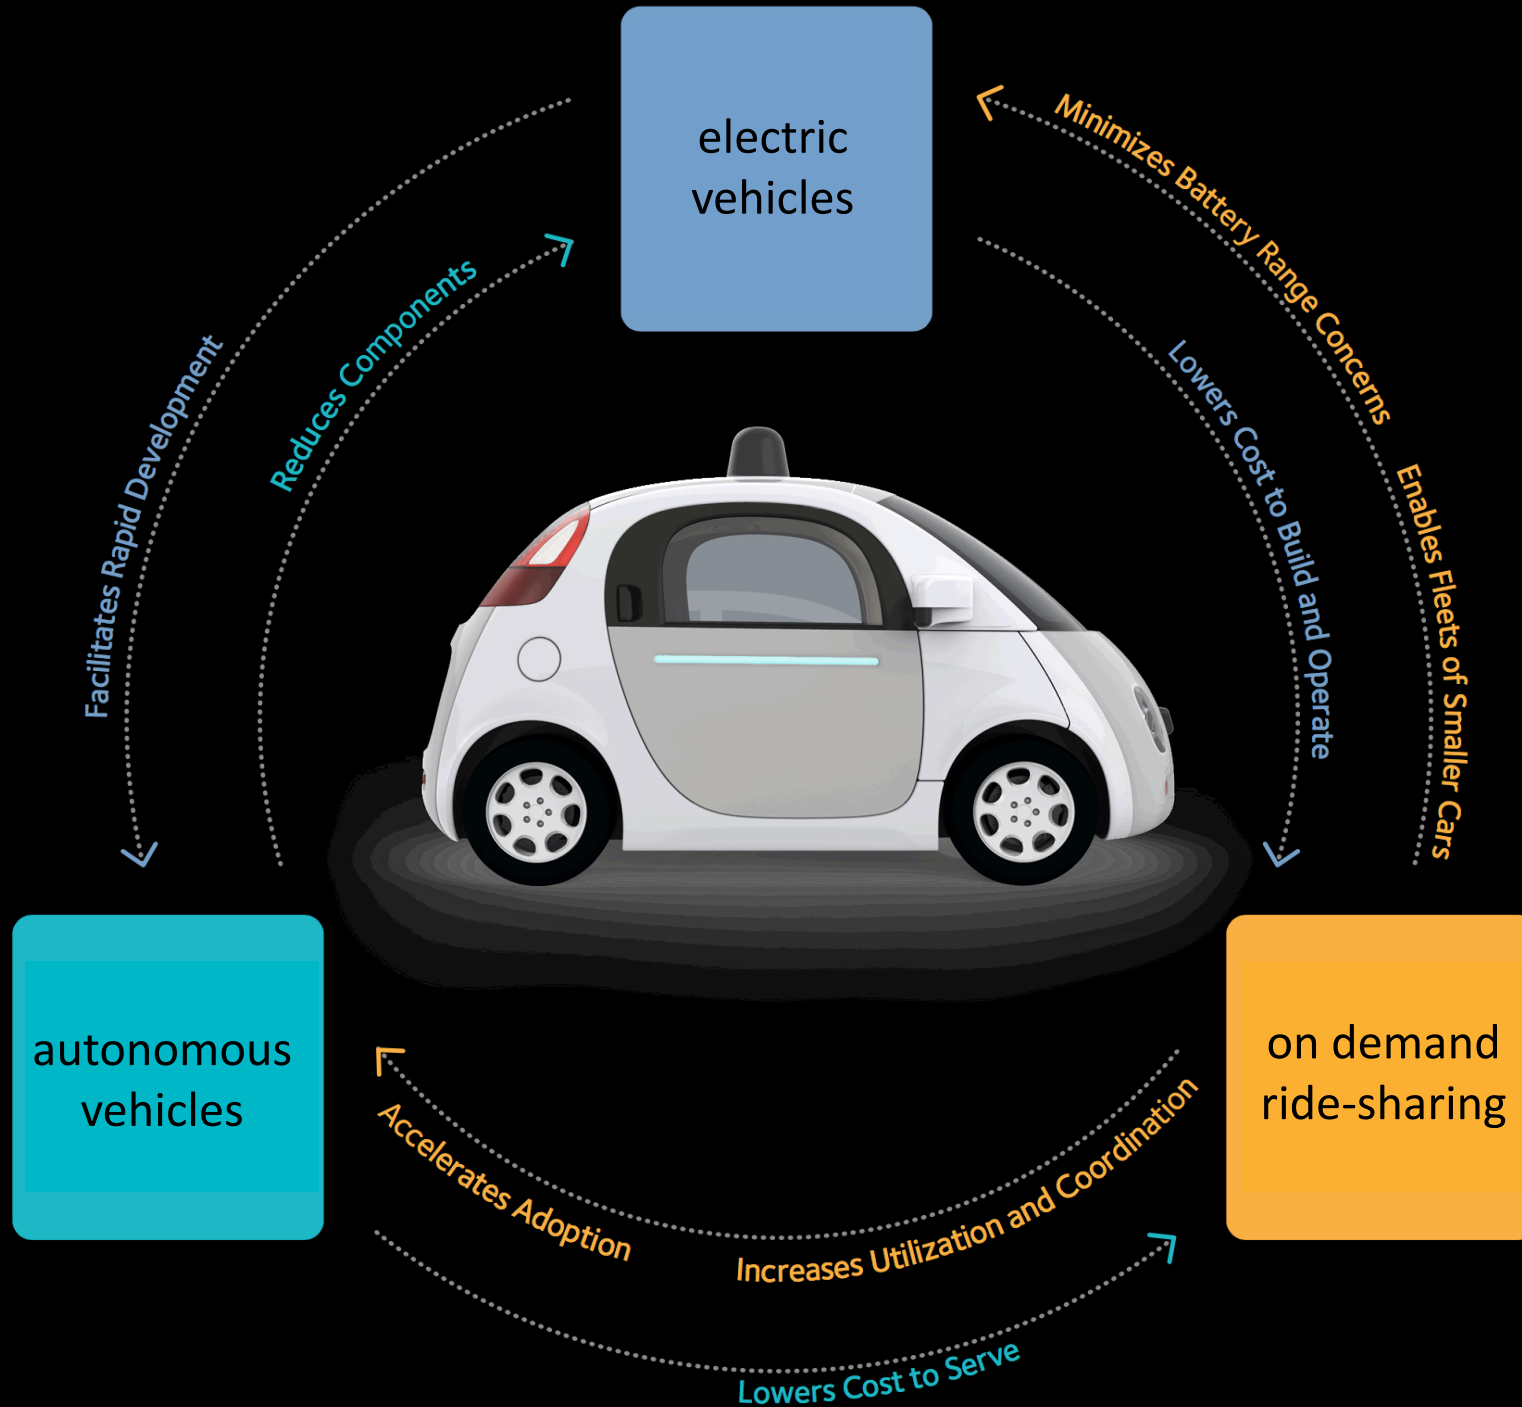 electric
vehicles
Minimizes Battery Range Concerns
Enables Fleets of Smaller Cars
Lowers Cost to Build and Operate
Reduces Components
Facilitates Rapid Development
autonomous
vehicles
on demand
ride-sharing
Accelerates Adoption
Increases Utilization and Coordination
Lowers Cost to Serve